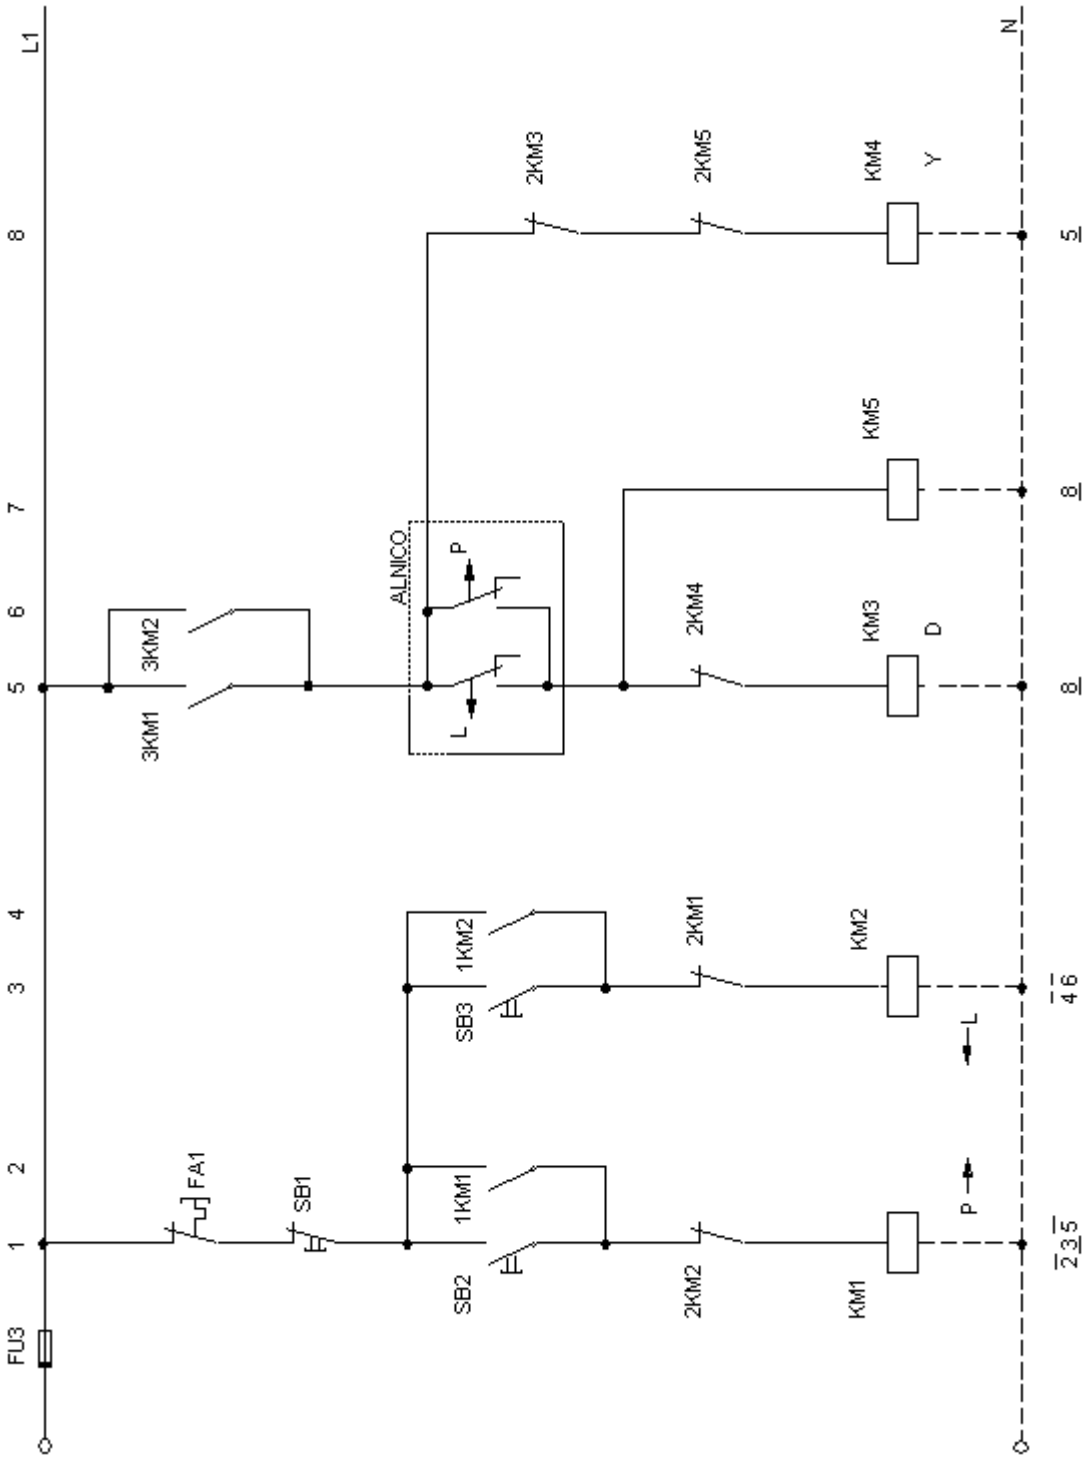 L1
1 2 3 4 5 6 7 8
FU3
3KM1
3KM2
FA1
SB1
ALNICO
L
P
SB2
1KM1
SB3
1KM2
2KM3
2KM2
2KM1
2KM4
2KM5
KM1
KM2
KM3
KM5
KM4
P
L
D
Y
N
2 3 5
4 6
8
8
5